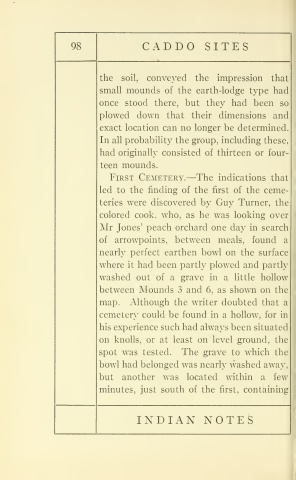 98
CADDO SITES
the soil, conveyed the impression that
small mounds of the earth-lodge type had
once stood there, but they had been so
plowed down that their dimensions and
exact location can no longer be determined.
In all probability the group, including these,
had originally consisted of thirteen or four-
teen mounds.
FIRST CEMETERY.—The indications that
led to the finding of the first of the ceme-
teries were discovered by Guy Turner, the
colored cook, who, as he was looking over
Mr Jones' peach orchard one day in search
of arrowpoints, between meals, found a
nearly perfect earthen bowl on the surface
where it had been partly plowed and partly
washed out of a grave in a little hollow
between Mounds 3 and 6, as shown on the
map. Although the writer doubted that a
cemetery could be found in a hollow, for in
his experience such had always been situated
on knolls, or at least on level ground, the
spot was tested. The grave to which the
bowl had belonged was nearly washed away,
but another was located within a few
minutes, just south of the first, containing
INDIAN NOTES